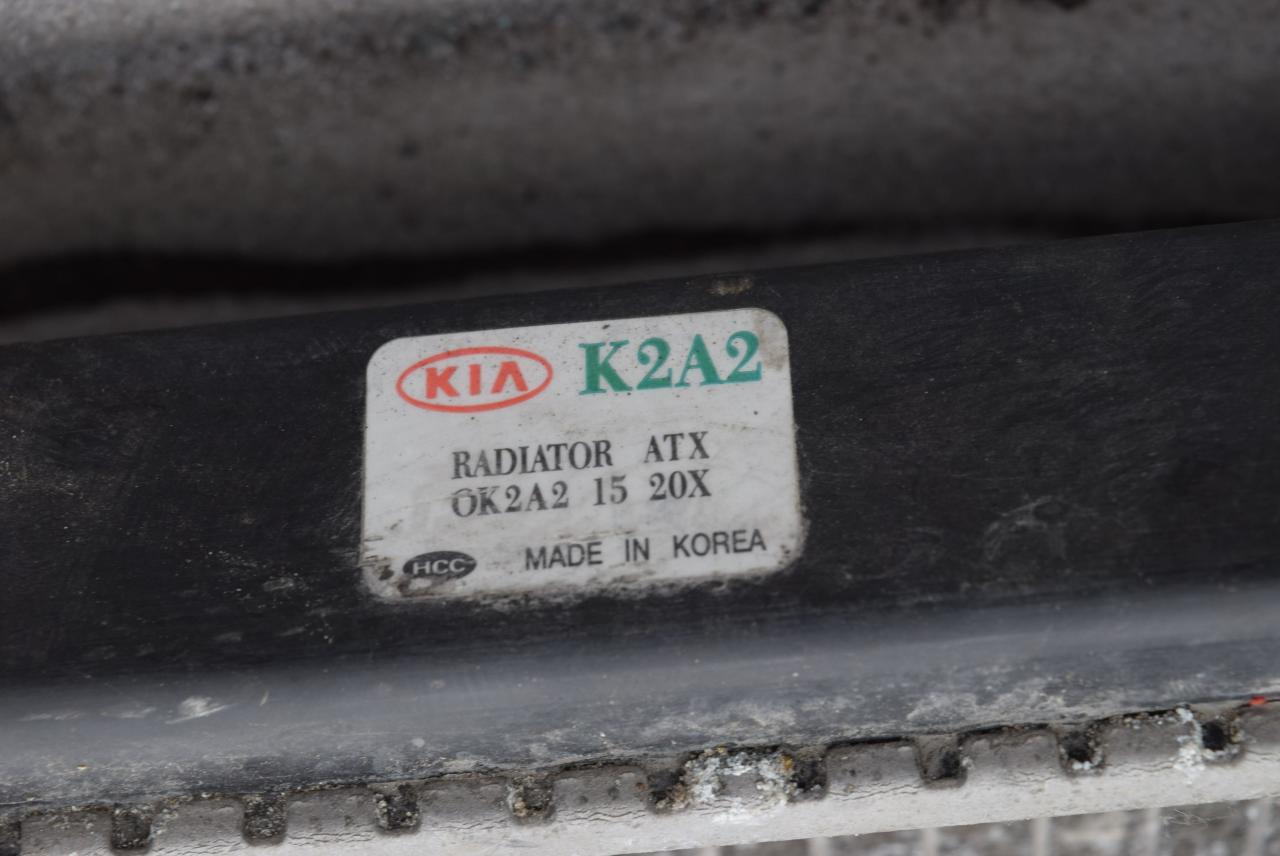 KIA K2A2
RADIATOR ATX
OK2A2 15 20X
HCC MADE IN KOREA